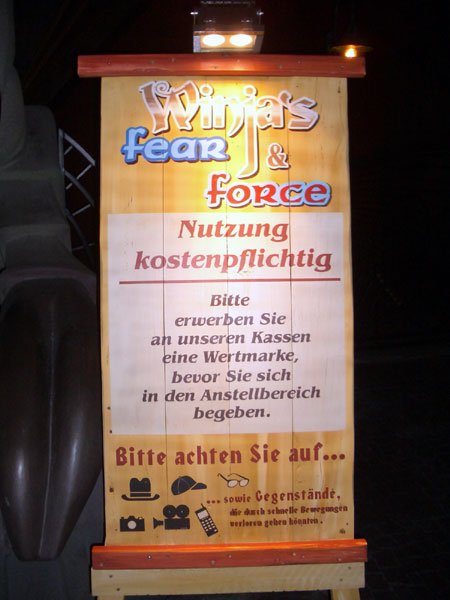 Winja's
fear
&
force
Nutzung
kostenpflichtig
Bitte
erwerben Sie
an unseren Kassen
eine Wertmarke,
bevor Sie sich
in den Anstellbereich
begeben.
Bitte achten Sie auf...
...sowie Gegenstände,
die durch schnelle Bewegungen
verloren gehen könnten.